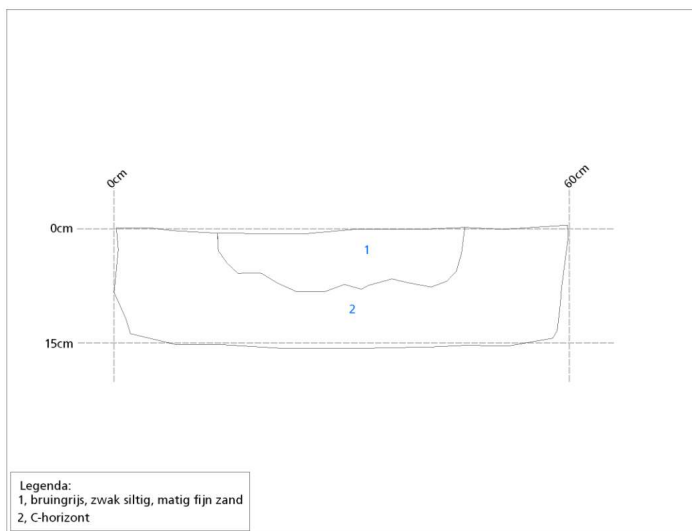 0cm
60cm
0cm
1
2
15cm
Legenda:
1, bruingrijs, zwak siltig, matig fijn zand
2, C-horizont